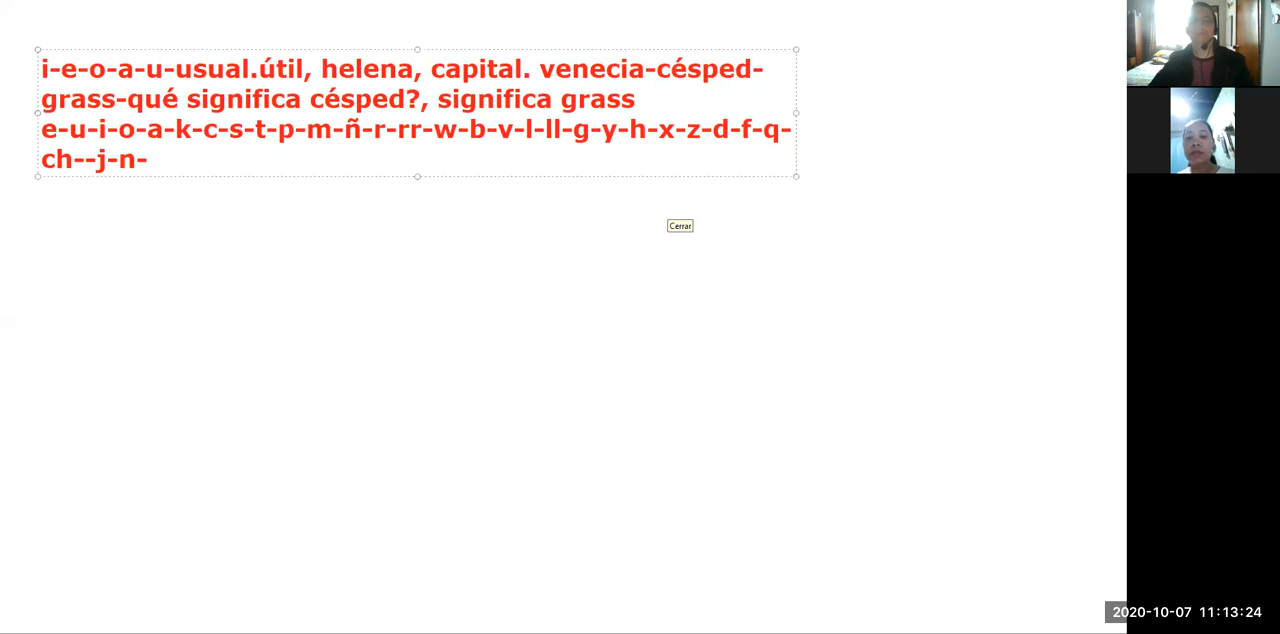 i-e-o-a-u-usual.útil, helena, capital. venecia-césped-
grass-qué significa césped?, significa grass
e-u-i-o-a-k-c-s-t-p-m-ñ-r-rr-w-b-v-l-ll-g-y-h-x-z-d-f-q-
ch--j-n-
Cerrar
2020-10-07 11:13:24